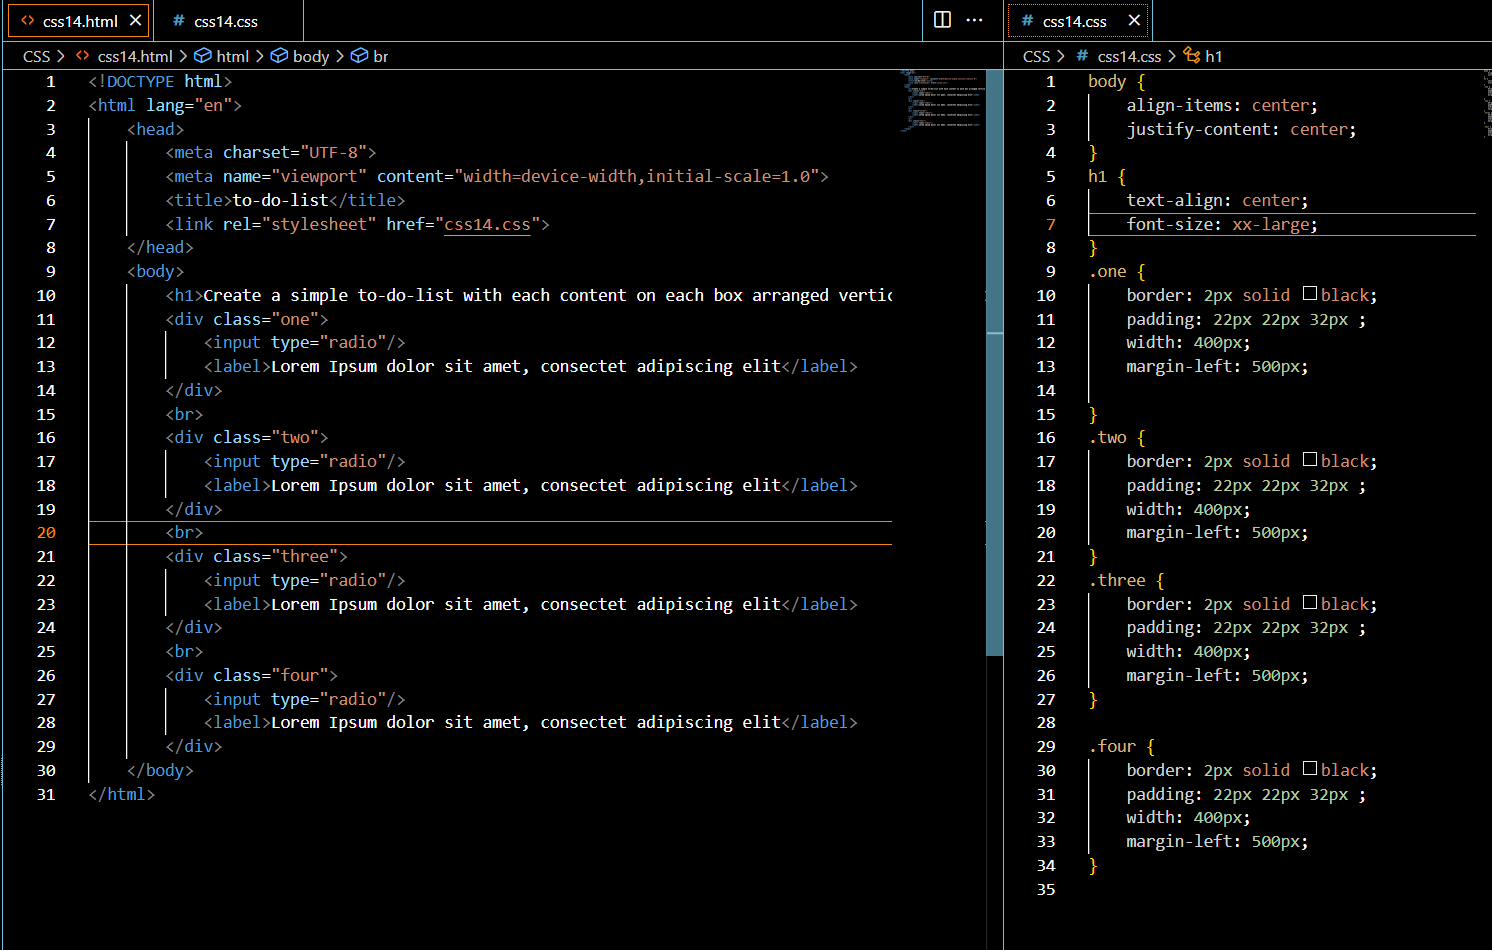 css14.html
css14.css
CSS > css14.html > html > body > br
1 <!DOCTYPE html>
2 <html lang="en">
3 <head>
4 <meta charset="UTF-8">
5 <meta name="viewport" content="width=device-width,initial-scale=1.0">
6 <title>to-do-list</title>
7 <link rel="stylesheet" href="css14.css">
8 </head>
9 <body>
10 <h1>Create a simple to-do-list with each content on each box arranged vertic
11 <div class="one">
12 <input type="radio"/>
13 <label>Lorem Ipsum dolor sit amet, consectet adipiscing elit</label>
14 </div>
15 <br>
16 <div class="two">
17 <input type="radio"/>
18 <label>Lorem Ipsum dolor sit amet, consectet adipiscing elit</label>
19 </div>
20 <br>
21 <div class="three">
22 <input type="radio"/>
23 <label>Lorem Ipsum dolor sit amet, consectet adipiscing elit</label>
24 </div>
25 <br>
26 <div class="four">
27 <input type="radio"/>
28 <label>Lorem Ipsum dolor sit amet, consectet adipiscing elit</label>
29 </div>
30 </body>
31 </html>
css14.css
CSS > css14.css > h1
1 body {
2 align-items: center;
3 justify-content: center;
4 }
5 h1 {
6 text-align: center;
7 font-size: xx-large;
8 }
9 .one {
10 border: 2px solid black;
11 padding: 22px 22px 32px ;
12 width: 400px;
13 margin-left: 500px;
14
15 }
16 .two {
17 border: 2px solid black;
18 padding: 22px 22px 32px ;
19 width: 400px;
20 margin-left: 500px;
21 }
22 .three {
23 border: 2px solid black;
24 padding: 22px 22px 32px ;
25 width: 400px;
26 margin-left: 500px;
27 }
28
29 .four {
30 border: 2px solid black;
31 padding: 22px 22px 32px ;
32 width: 400px;
33 margin-left: 500px;
34 }
35